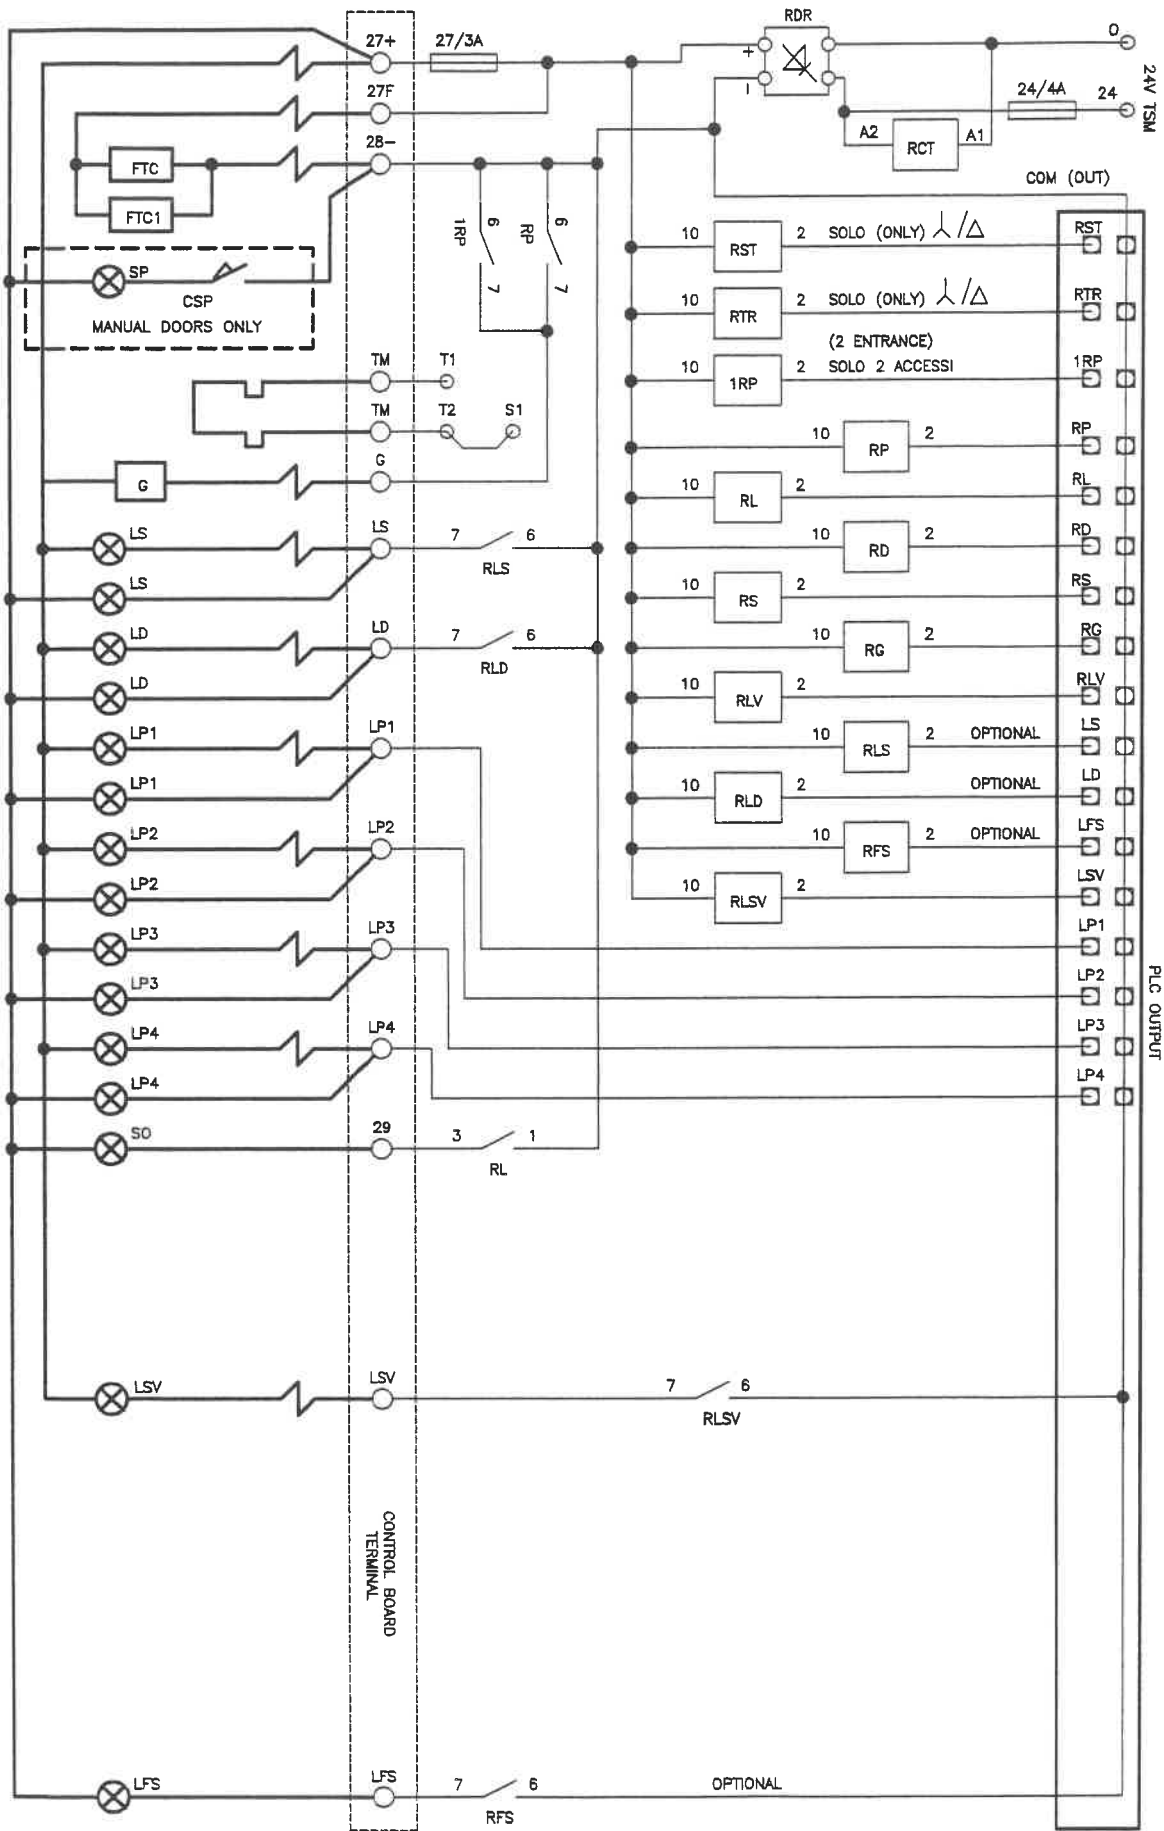 RDR
0
27+
27/3A
+
-
24V TSM
24/4A
24
27F
A2
RCT
A1
28-
FTC
COM (OUT)
FTC1
1RP
6
7
RP
6
7
10
RST
2
SOLO (ONLY)
RST
SP
CSP
MANUAL DOORS ONLY
10
RTR
2
SOLO (ONLY)
RTR
(2 ENTRANCE)
TM
T1
10
1RP
2
SOLO 2 ACCESSI
1RP
TM
T2
S1
10
RP
2
RP
G
G
10
RL
2
RL
LS
LS
7
6
RLS
10
RD
2
RD
LS
10
RS
2
RS
LD
LD
7
6
RLD
10
RG
2
RG
LD
10
RLV
2
RLV
LP1
LP1
10
RLS
2
OPTIONAL
LS
LP1
10
RLD
2
OPTIONAL
LD
LP2
LP2
10
RFS
2
OPTIONAL
LFS
LP2
10
RLSV
2
LSV
LP3
LP3
LP1
LP3
LP2
PLC OUTPUT
LP4
LP4
LP3
LP4
LP4
SO
29
3
1
RL
LSV
LSV
7
6
RLSV
CONTROL BOARD
TERMINAL
LFS
LFS
7
6
RFS
OPTIONAL